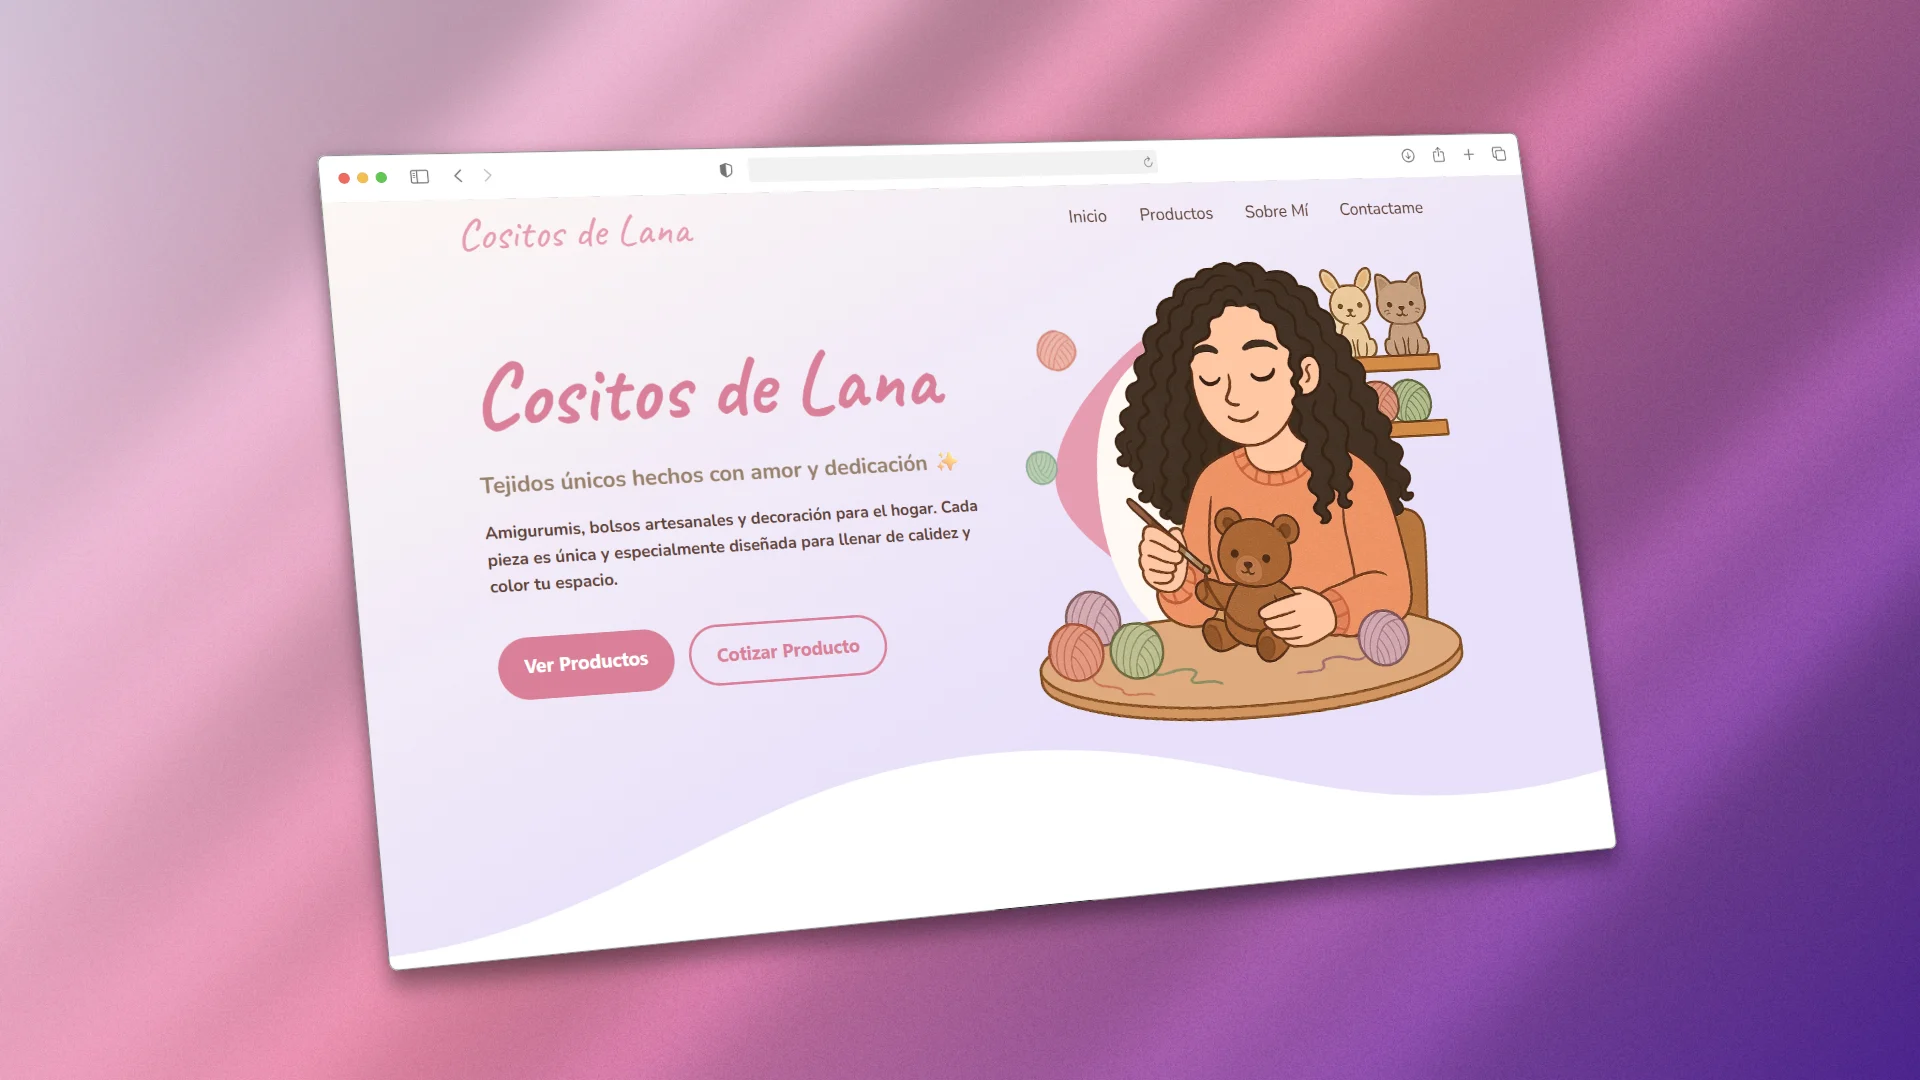 Cositos de Lana
Inicio
Productos
Sobre Mí
Contactame
Cositos de Lana
Tejidos únicos hechos con amor y dedicación ✨
Amigurumis, bolsos artesanales y decoración para el hogar. Cada
pieza es única y especialmente diseñada para llenar de calidez y
color tu espacio.
Ver Productos
Cotizar Producto